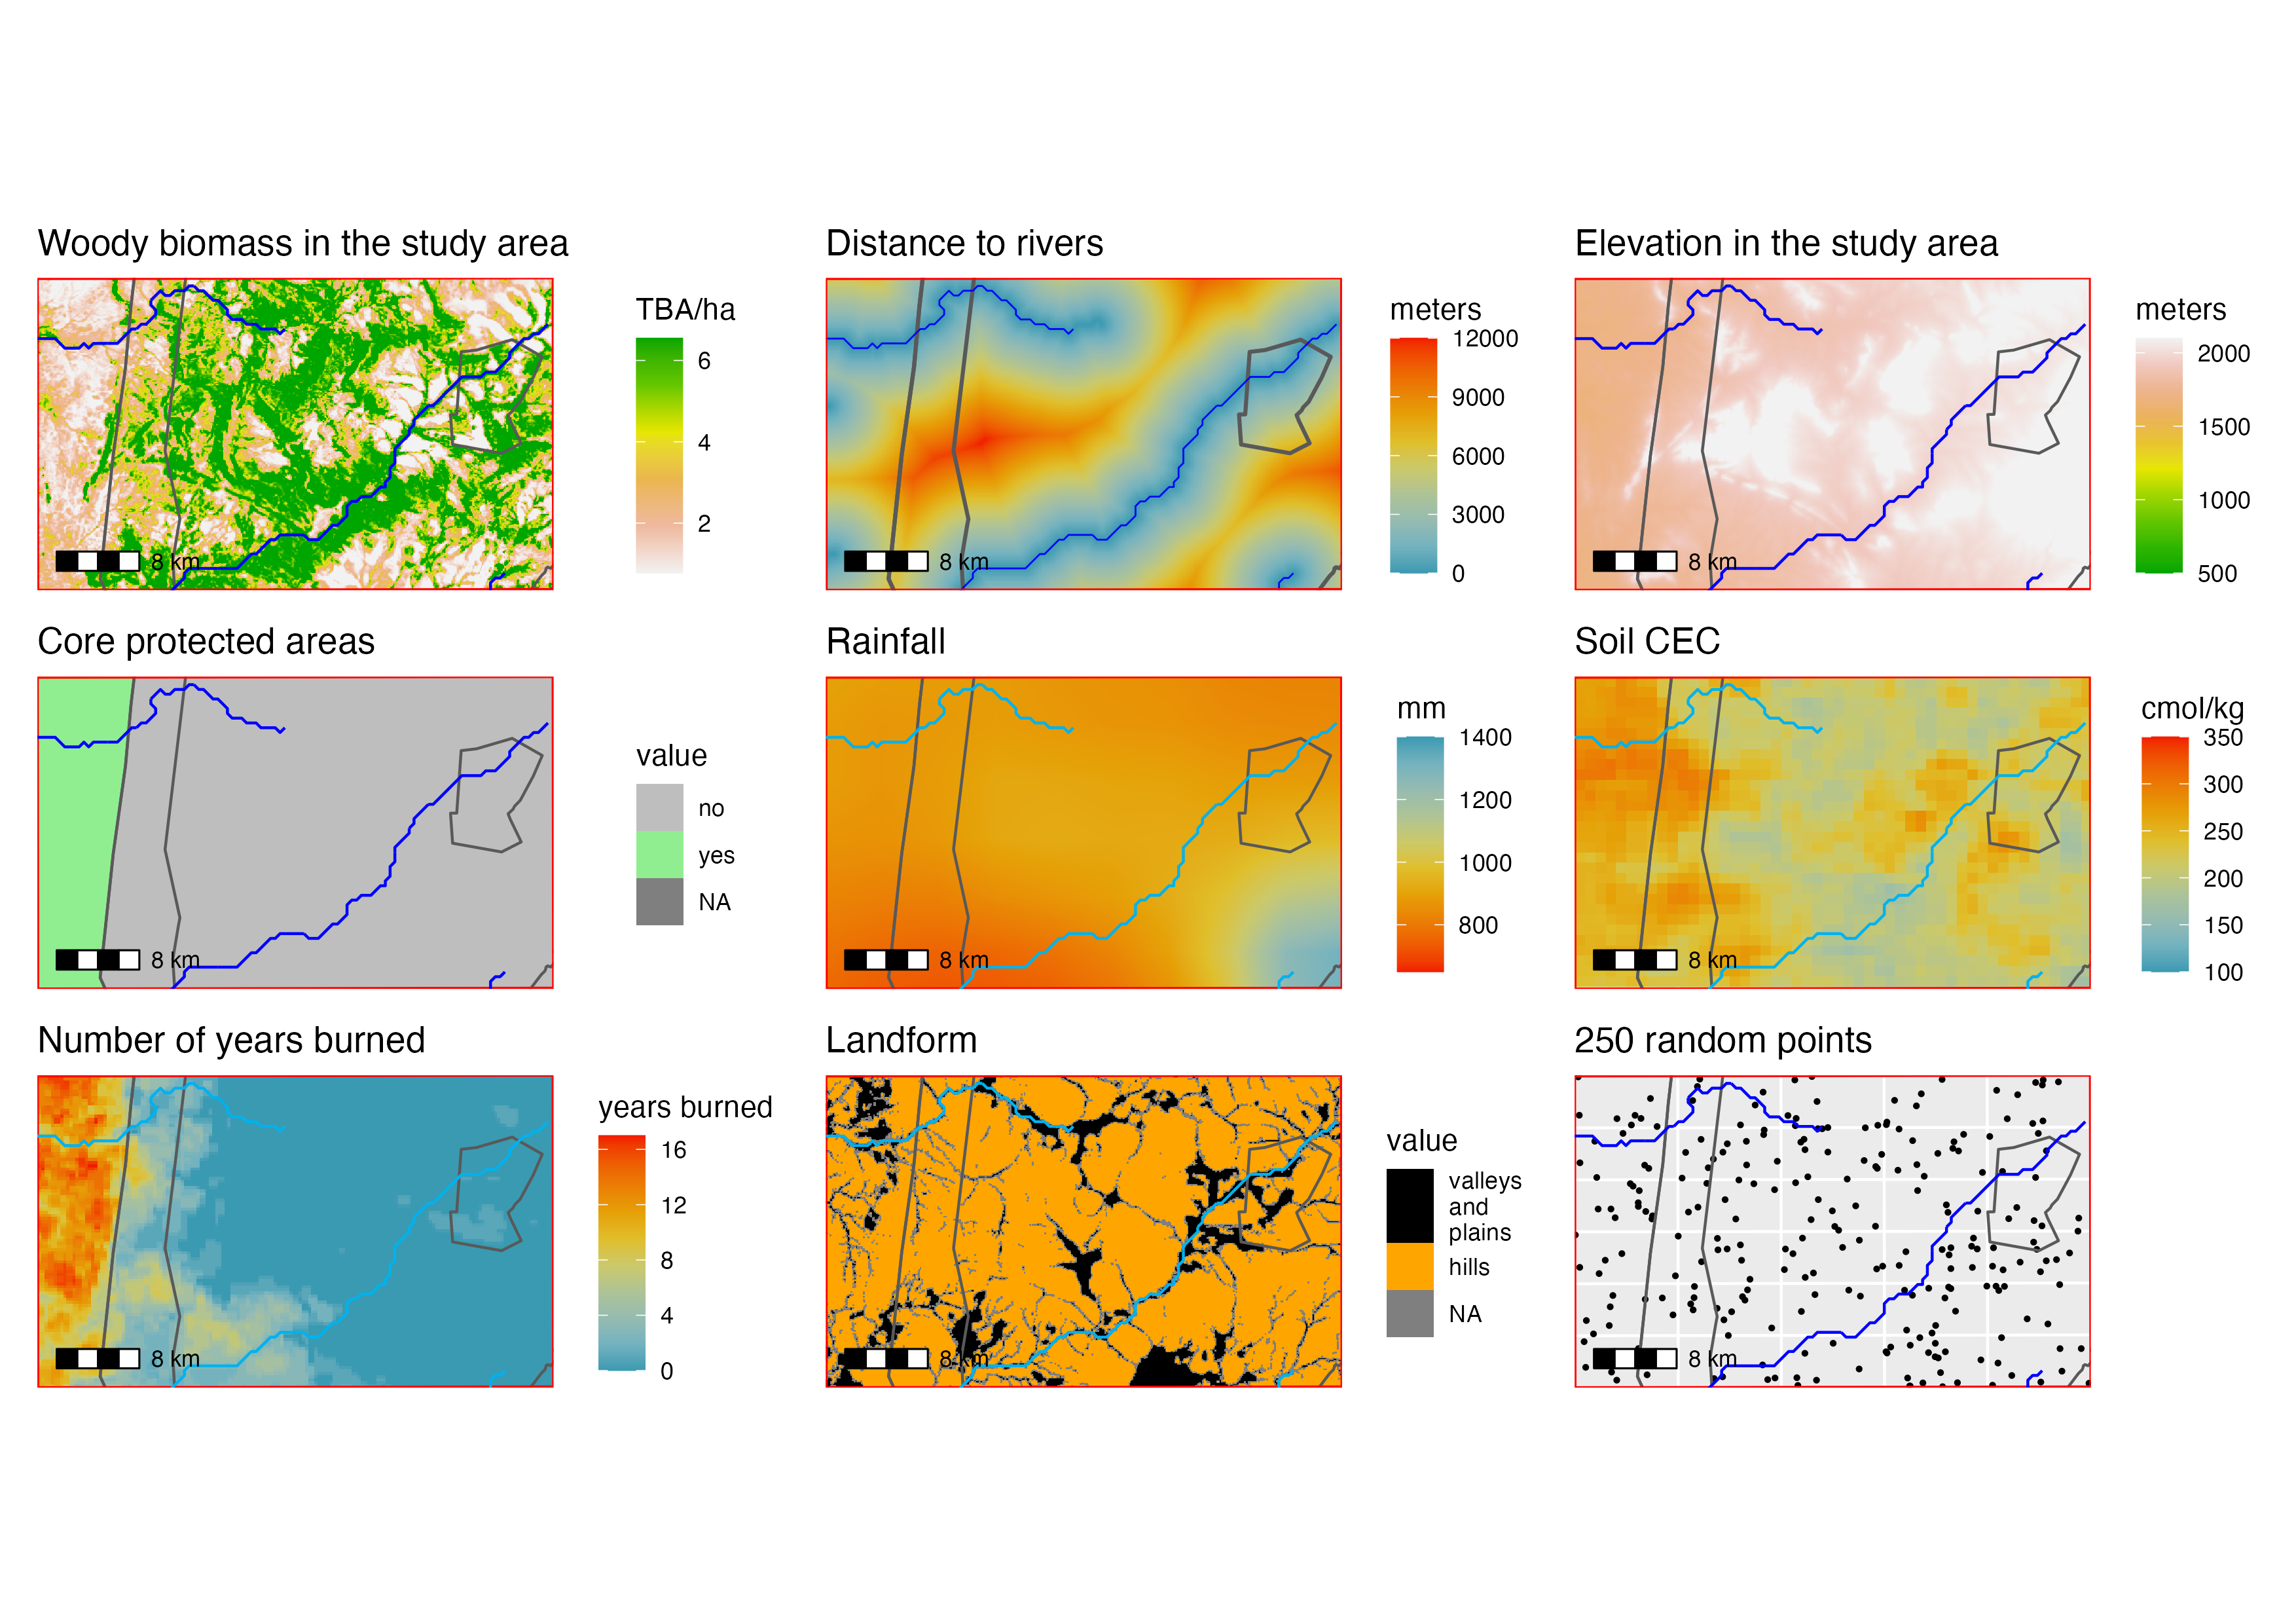 Woody biomass in the study area
TBA/ha
6
4
2
8 km
Distance to rivers
meters
12000
9000
6000
3000
0
8 km
Elevation in the study area
meters
2000
1500
1000
500
8 km
Core protected areas
value
no
yes
NA
8 km
Rainfall
mm
1400
1200
1000
800
8 km
Soil CEC
cmol/kg
350
300
250
200
150
100
8 km
Number of years burned
years burned
16
12
8
4
0
8 km
Landform
value
valleys
and
plains
hills
NA
8 km
250 random points
8 km